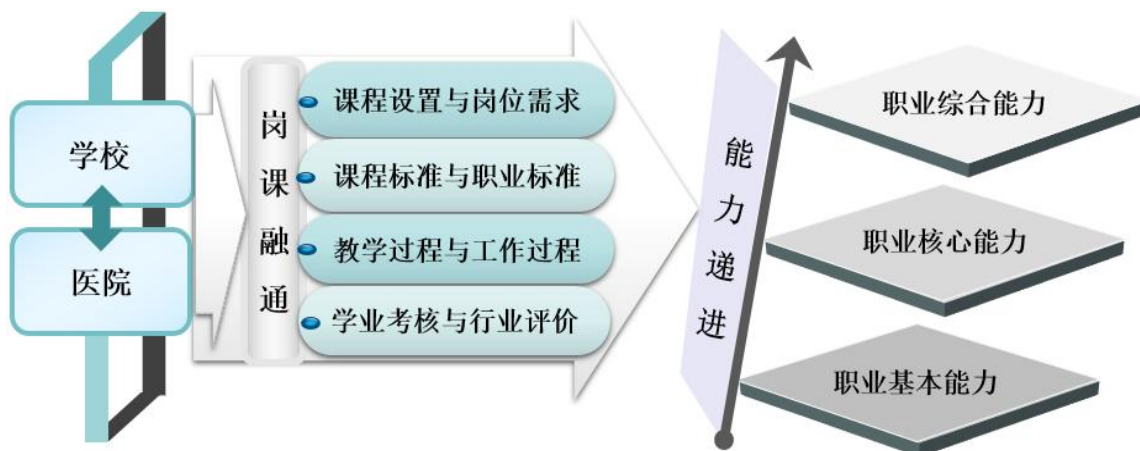 学校
医院
岗课融通
课程设置与岗位需求
课程标准与职业标准
教学过程与工作过程
学业考核与行业评价
能力递进
职业综合能力
职业核心能力
职业基本能力